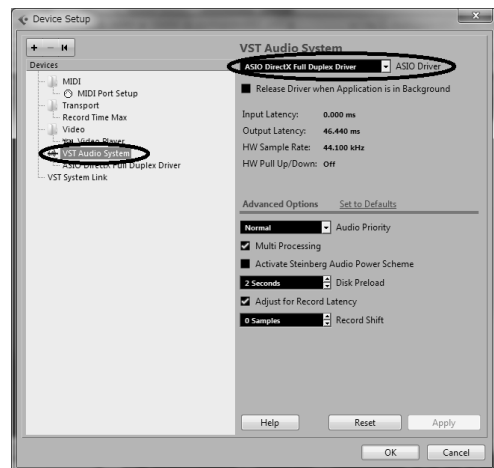 Device Setup
VST Audio System
Devices
ASIO DirectX Full Duplex Driver ASIO Driver
MIDI
Release Driver when Application is in Background
MIDI Port Setup
Transport
Record Time Max
Input Latency: 0.000 ms
Video
Output Latency: 46.440 ms
Video Player
HW Sample Rate: 44.100 kHz
VST Audio System
HW Pull Up/Down: Off
ASIO DirectX Full Duplex Driver
VST System Link
Advanced Options Set to Defaults
Normal Audio Priority
Multi Processing
Activate Steinberg Audio Power Scheme
2 Seconds Disk Preload
Adjust for Record Latency
0 Samples Record Shift
Help Reset Apply
OK Cancel